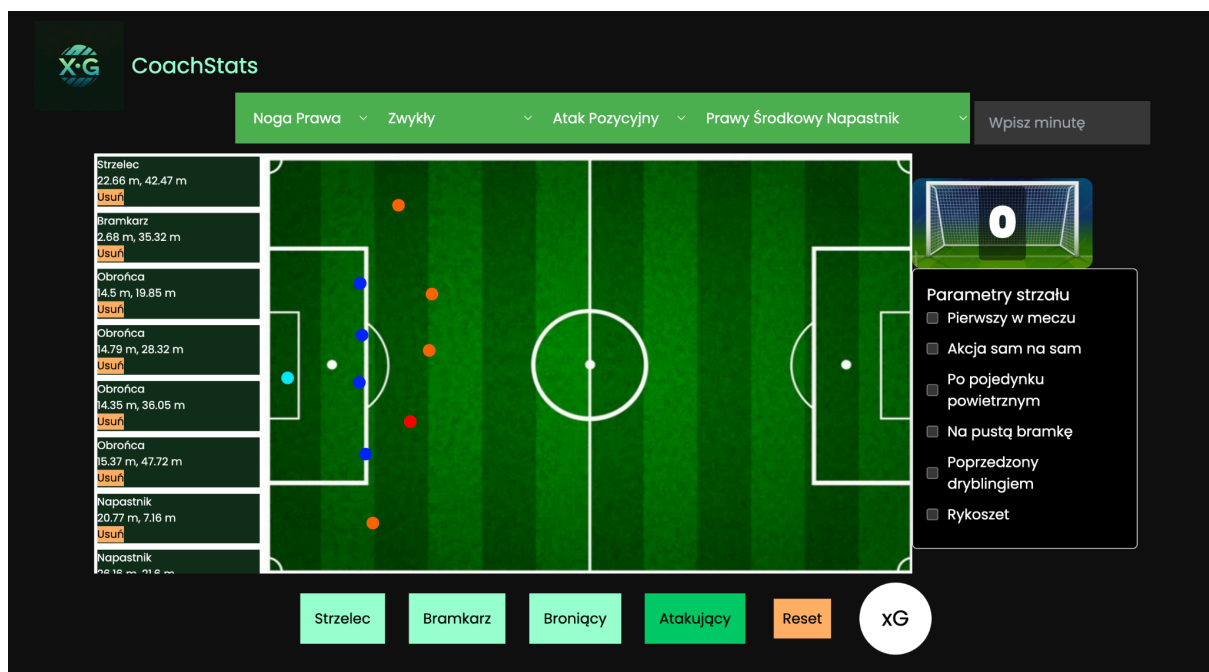 X·G
CoachStats
Noga Prawa
Zwykły
Atak Pozycyjny
Prawy Środkowy Napastnik
Wpisz minutę
Strzelec
22.66 m, 42.47 m
Usuń
Bramkarz
2.68 m, 35.32 m
Usuń
Obrońca
14.5 m, 19.85 m
Usuń
Obrońca
14.79 m, 28.32 m
Usuń
Obrońca
14.35 m, 36.05 m
Usuń
Obrońca
15.37 m, 47.72 m
Usuń
Napastnik
20.77 m, 7.16 m
Usuń
Napastnik
26.16 m, 21.6 m
0
Parametry strzału
Pierwszy w meczu
Akcja sam na sam
Po pojedynku
powietrznym
Na pustą bramkę
Poprzedzony
dryblingiem
Rykoszet
Strzelec
Bramkarz
Broniący
Atakujący
Reset
xG